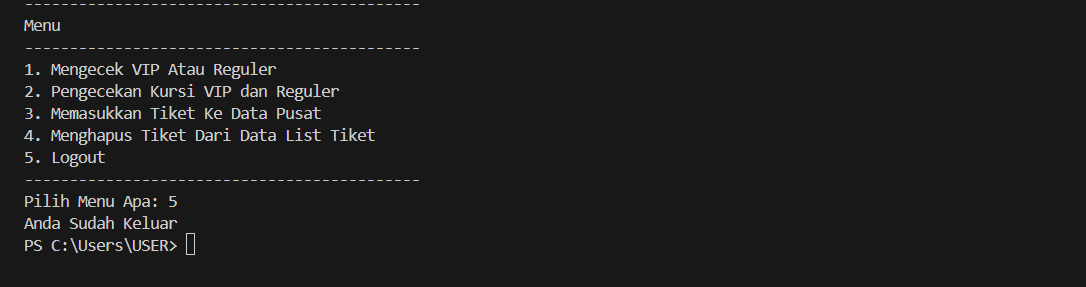 --------------------------------------------
Menu
--------------------------------------------
1. Mengecek VIP Atau Reguler
2. Pengecekan Kursi VIP dan Reguler
3. Memasukkan Tiket Ke Data Pusat
4. Menghapus Tiket Dari Data List Tiket
5. Logout
--------------------------------------------
Pilih Menu Apa: 5
Anda Sudah Keluar
PS C:\Users\USER>